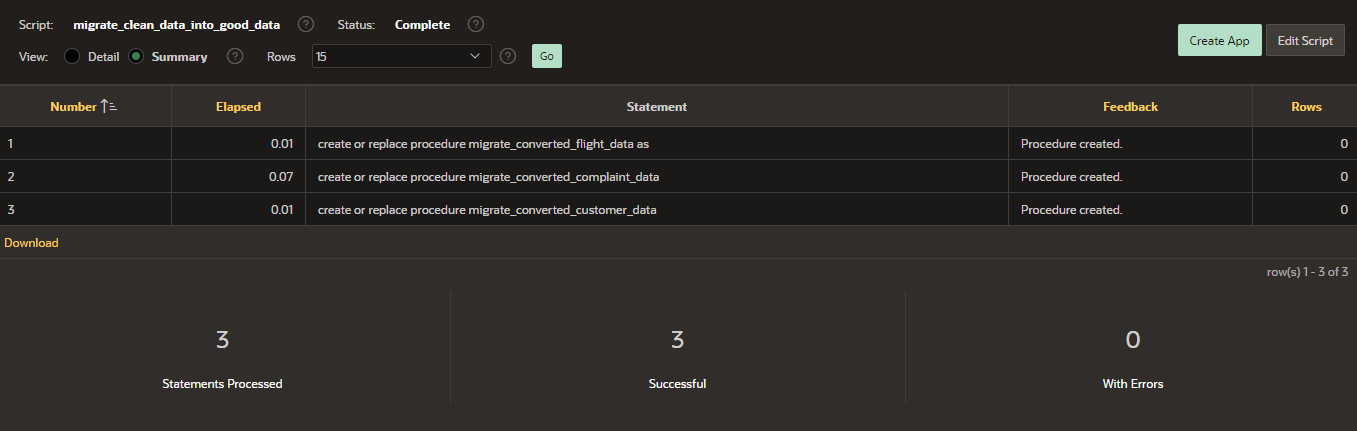 Script: migrate_clean_data_into_good_data ? Status: Complete ?
Create App Edit Script
View: Detail Summary ? Rows 15 ? Go
Number Elapsed Statement Feedback Rows
1 0.01 create or replace procedure migrate_converted_flight_data as Procedure created. 0
2 0.07 create or replace procedure migrate_converted_complaint_data Procedure created. 0
3 0.01 create or replace procedure migrate_converted_customer_data Procedure created. 0
Download
row(s) 1 - 3 of 3
3 3 0
Statements Processed Successful With Errors